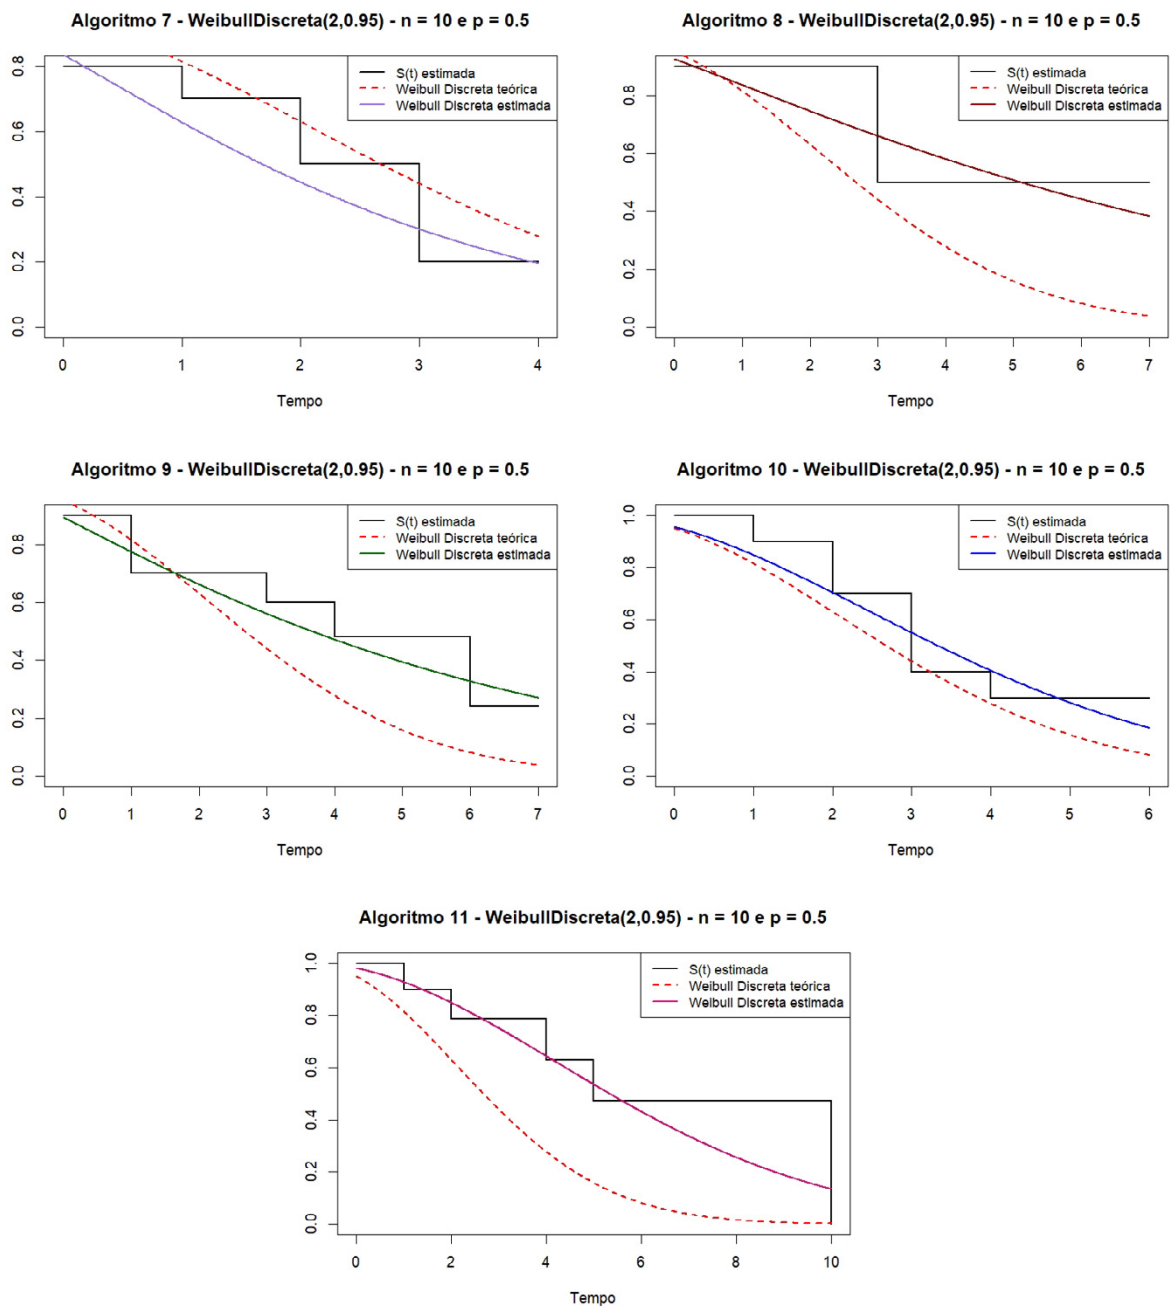 Algoritmo 7 - WeibullDiscreta(2,0.95) - n = 10 e p = 0.5
0.8
0.6
0.4
0.2
0.0
S(t) estimada
Weibull Discreta teórica
Weibull Discreta estimada
0 1 2 3 4
Tempo
Algoritmo 8 - WeibullDiscreta(2,0.95) - n = 10 e p = 0.5
0.8
0.6
0.4
0.2
0.0
S(t) estimada
Weibull Discreta teórica
Weibull Discreta estimada
0 1 2 3 4 5 6 7
Tempo
Algoritmo 9 - WeibullDiscreta(2,0.95) - n = 10 e p = 0.5
0.8
0.6
0.4
0.2
0.0
S(t) estimada
Weibull Discreta teórica
Weibull Discreta estimada
0 1 2 3 4 5 6 7
Tempo
Algoritmo 10 - WeibullDiscreta(2,0.95) - n = 10 e p = 0.5
1.0
0.8
0.6
0.4
0.2
0.0
S(t) estimada
Weibull Discreta teórica
Weibull Discreta estimada
0 1 2 3 4 5 6
Tempo
Algoritmo 11 - WeibullDiscreta(2,0.95) - n = 10 e p = 0.5
1.0
0.8
0.6
0.4
0.2
0.0
S(t) estimada
Weibull Discreta teórica
Weibull Discreta estimada
0 2 4 6 8 10
Tempo